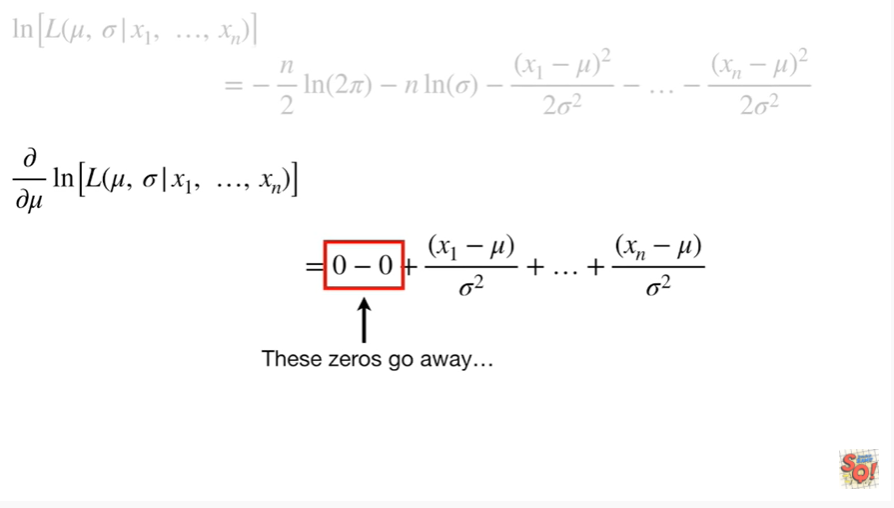 ln[L(μ, σ|x₁, …, xₙ)]
= − n/2 ln(2π) − n ln(σ) − (x₁ − μ)²/2σ² − … − (xₙ − μ)²/2σ²
∂/∂μ ln[L(μ, σ|x₁, …, xₙ)]
= 0 − 0 + (x₁ − μ)/σ² + … + (xₙ − μ)/σ²
These zeros go away…
SQ!